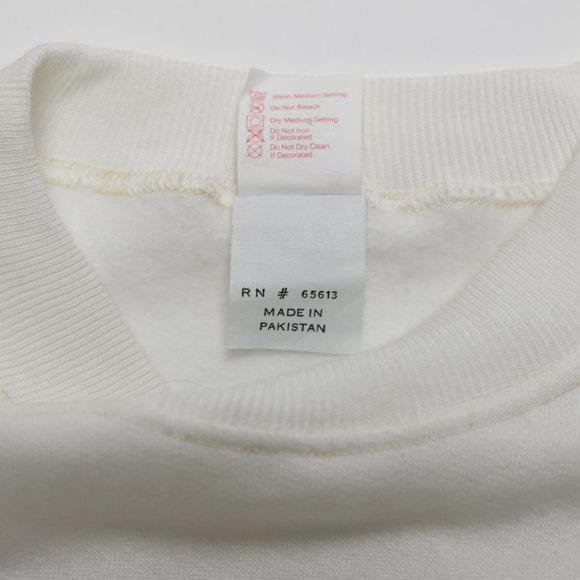 Wash Medium Setting
Do Not Bleach
Dry Medium Setting
Do Not Iron
If Decorated
Do Not Dry Clean
If Decorated
RN # 65613
MADE IN
PAKISTAN